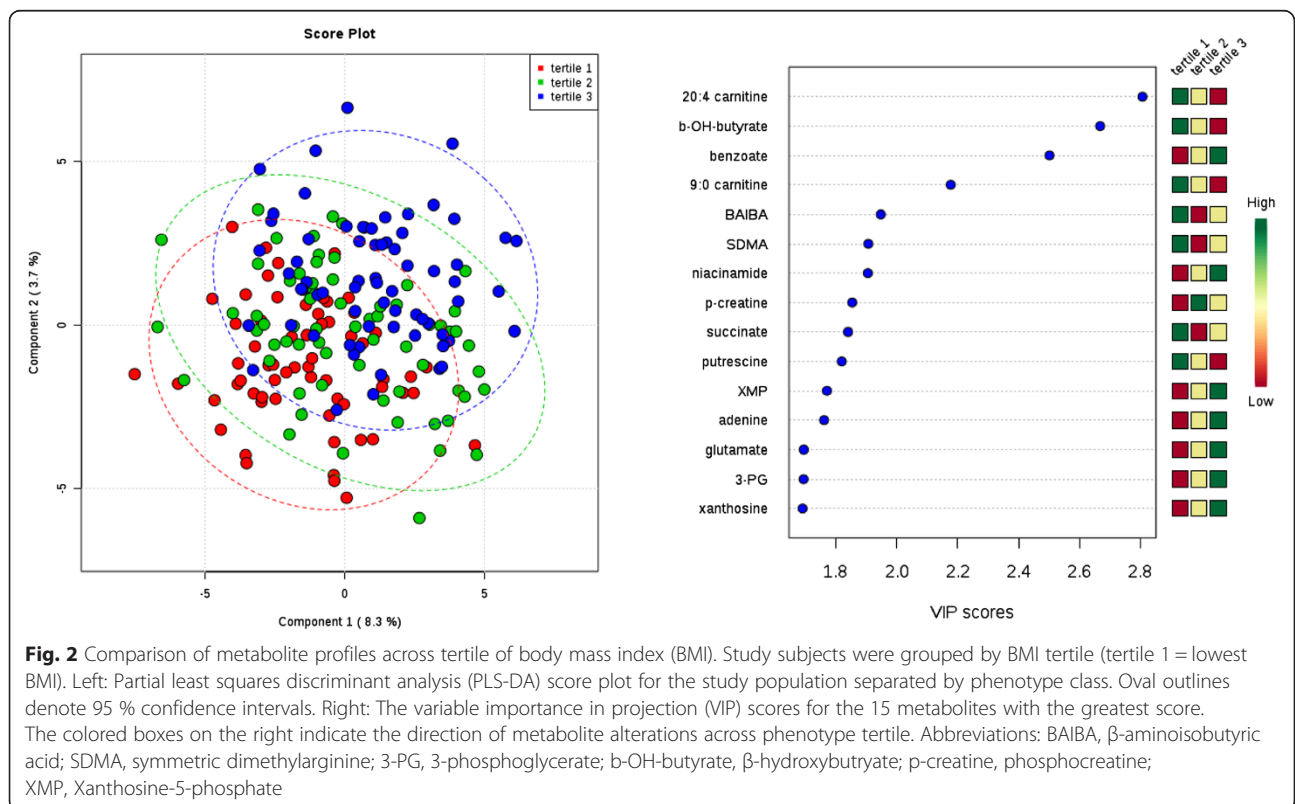 Score Plot
tertile 1
tertile 2
tertile 3
Component 2 ( 3.7 %)
5
0
-5
-5
0
5
Component 1 ( 8.3 %)
tertile 1
tertile 2
tertile 3
20:4 carnitine
b-OH-butyrate
benzoate
9:0 carnitine
BAIBA
SDMA
niacinamide
p-creatine
succinate
putrescine
XMP
adenine
glutamate
3-PG
xanthosine
High
Low
1.8
2.0
2.2
2.4
2.6
2.8
VIP scores
Fig. 2 Comparison of metabolite profiles across tertile of body mass index (BMI). Study subjects were grouped by BMI tertile (tertile 1 = lowest
BMI). Left: Partial least squares discriminant analysis (PLS-DA) score plot for the study population separated by phenotype class. Oval outlines
denote 95 % confidence intervals. Right: The variable importance in projection (VIP) scores for the 15 metabolites with the greatest score.
The colored boxes on the right indicate the direction of metabolite alterations across phenotype tertile. Abbreviations: BAIBA, β-aminoisobutyric
acid; SDMA, symmetric dimethylarginine; 3-PG, 3-phosphoglycerate; b-OH-butyrate, β-hydroxybutryate; p-creatine, phosphocreatine;
XMP, Xanthosine-5-phosphate